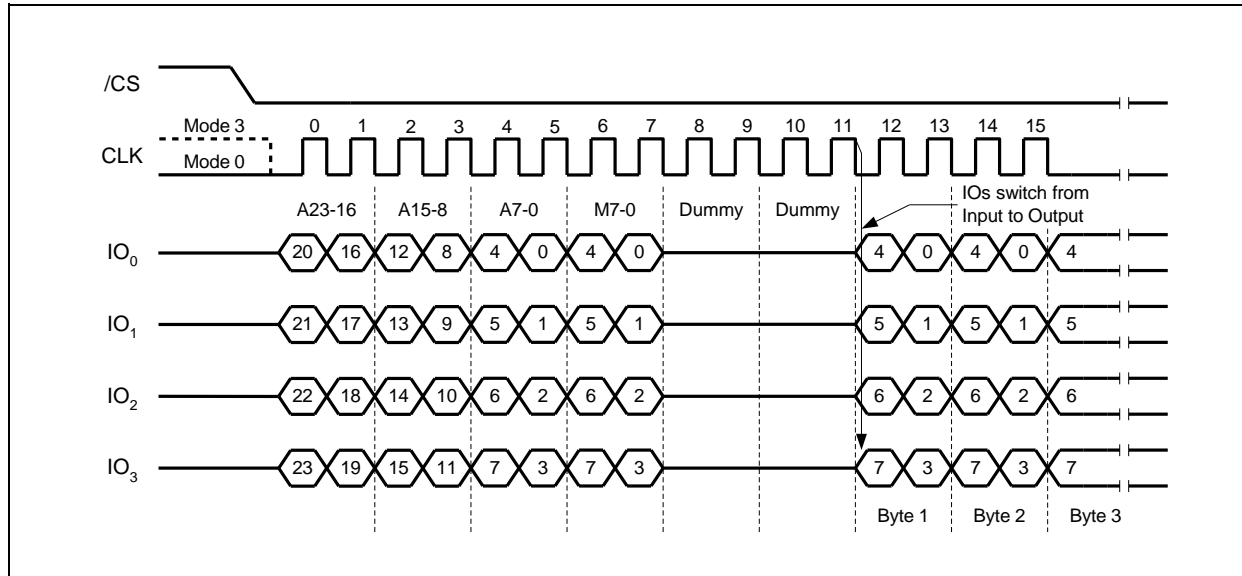 /CS
Mode 3 0 1 2 3 4 5 6 7 8 9 10 11 12 13 14 15
CLK Mode 0
A23-16 A15-8 A7-0 M7-0 Dummy Dummy IOs switch from
Input to Output
IO0 20 16 12 8 4 0 4 0 4 0 4 0 4
IO1 21 17 13 9 5 1 5 1 5 1 5 1 5
IO2 22 18 14 10 6 2 6 2 6 2 6 2 6
IO3 23 19 15 11 7 3 7 3 7 3 7 3 7
Byte 1 Byte 2 Byte 3